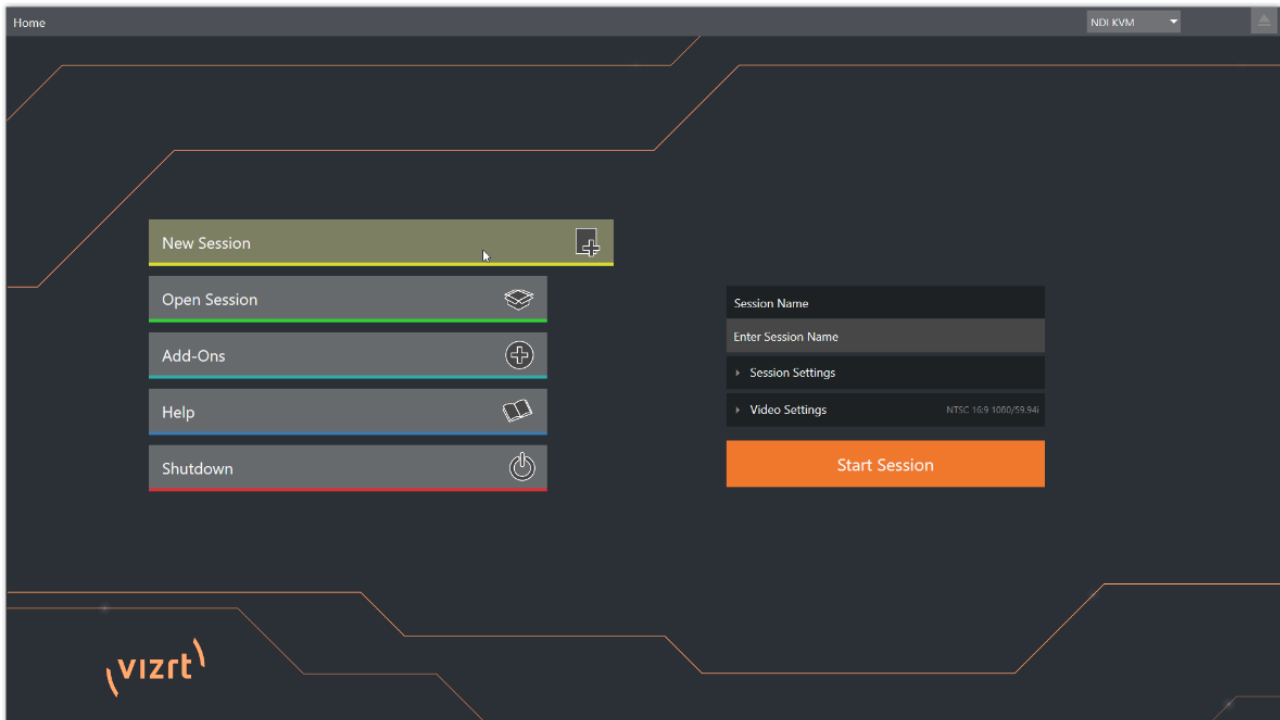 Home
NDI KVM
New Session
Open Session
Add-Ons
Help
Shutdown
Session Name
Enter Session Name
Session Settings
Video Settings
NTSC 16:9 1080/59.94i
Start Session
vizrt